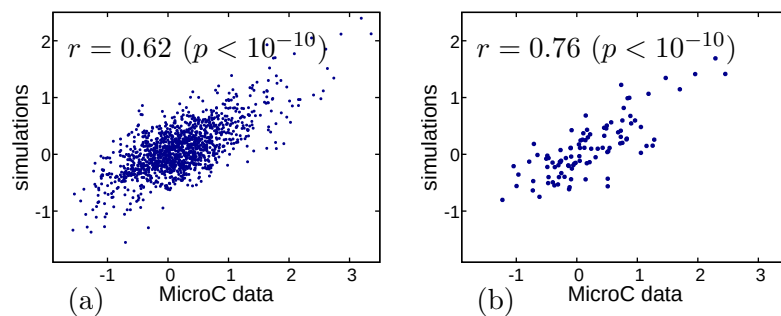 r = 0.62 (p < 10⁻¹⁰)
2
1
0
-1
simulations
-1 0 1 2 3
MicroC data
(a)
r = 0.76 (p < 10⁻¹⁰)
2
1
0
-1
simulations
-1 0 1 2 3
MicroC data
(b)